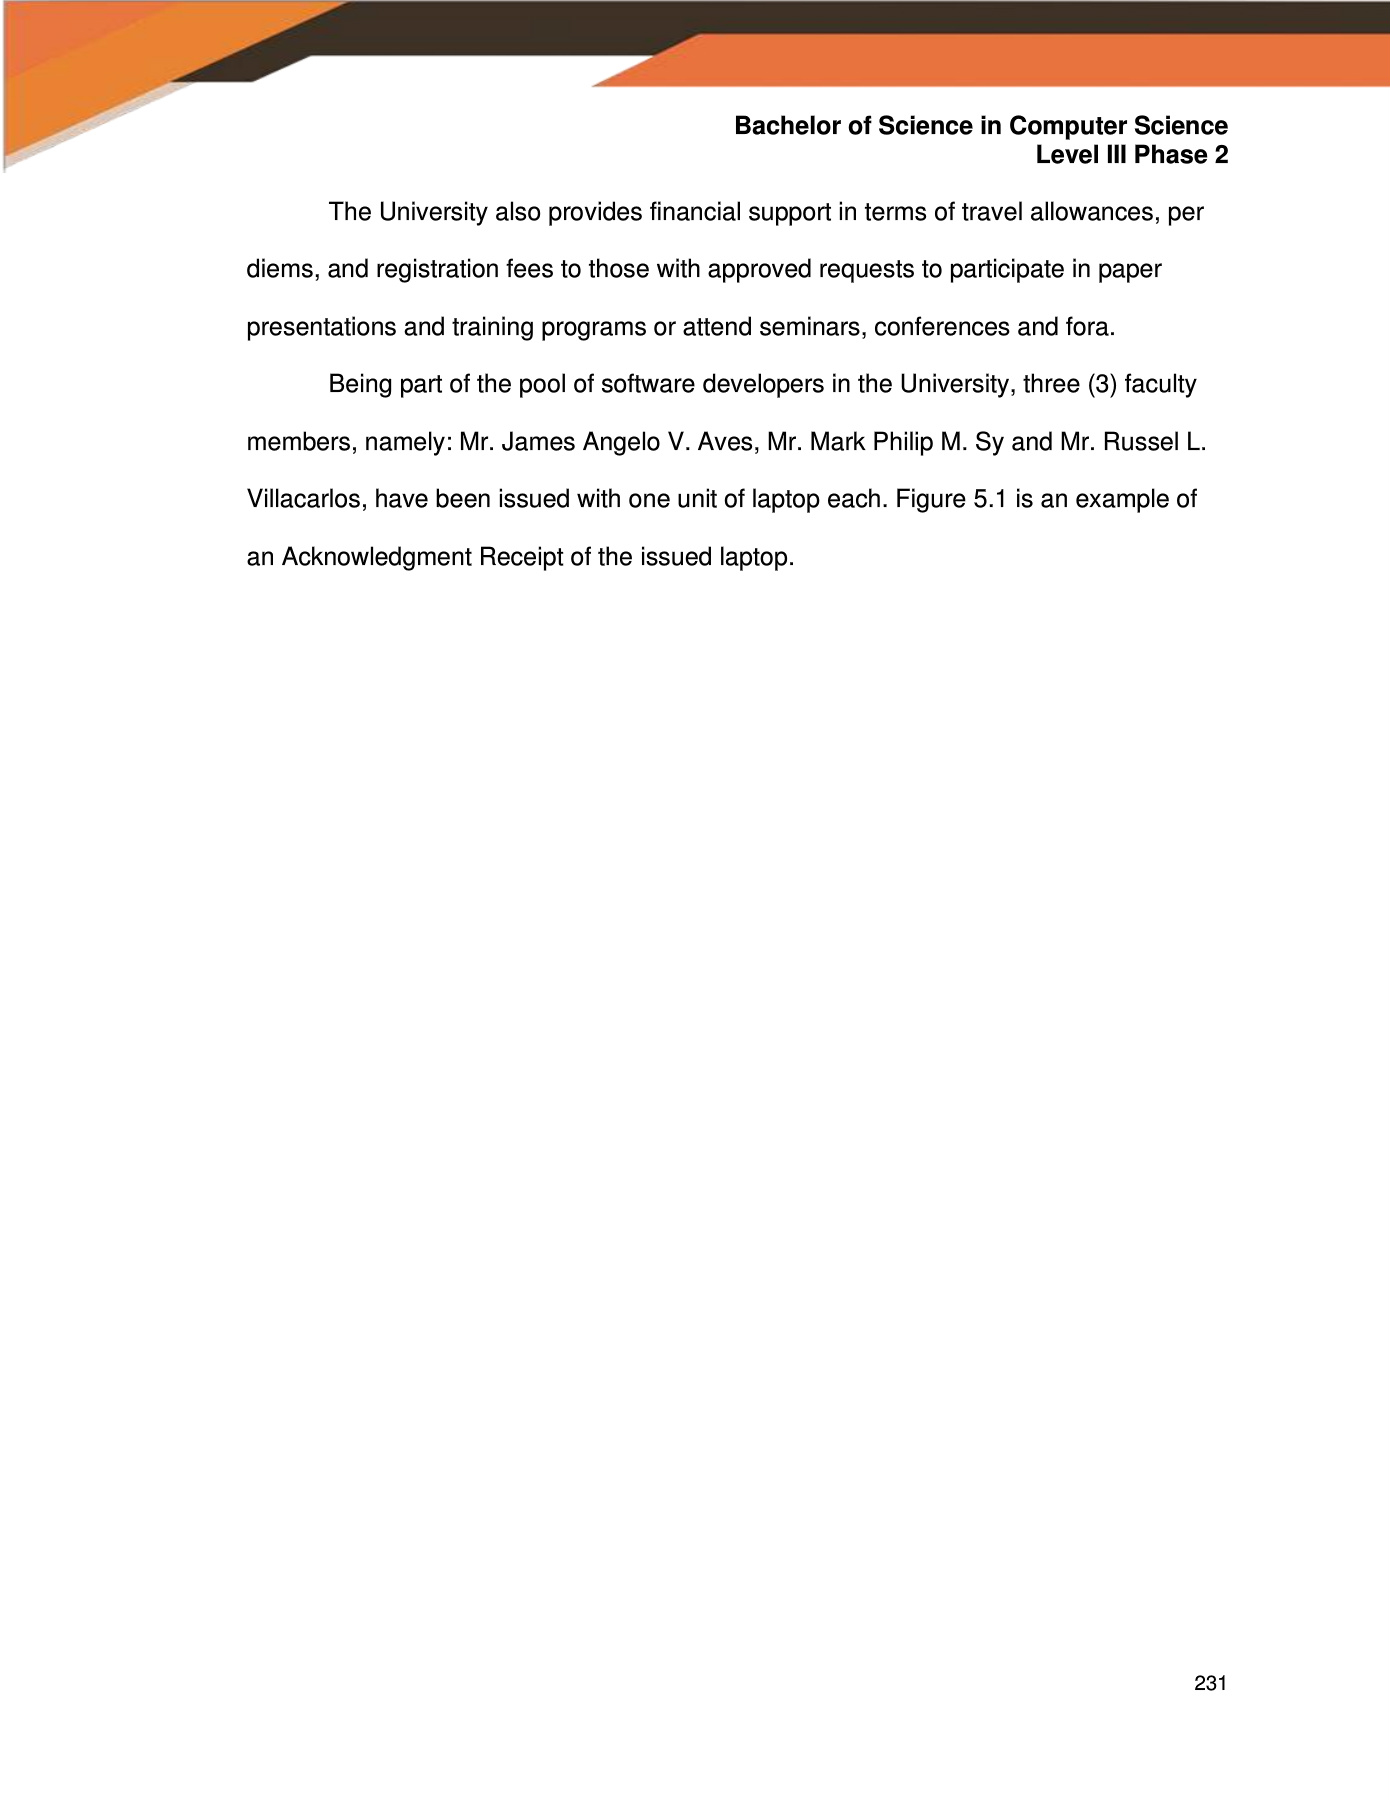 Bachelor of Science in Computer Science
Level III Phase 2
The University also provides financial support in terms of travel allowances, per
diems, and registration fees to those with approved requests to participate in paper
presentations and training programs or attend seminars, conferences and fora.
Being part of the pool of software developers in the University, three (3) faculty
members, namely: Mr. James Angelo V. Aves, Mr. Mark Philip M. Sy and Mr. Russel L.
Villacarlos, have been issued with one unit of laptop each. Figure 5.1 is an example of
an Acknowledgment Receipt of the issued laptop.
231